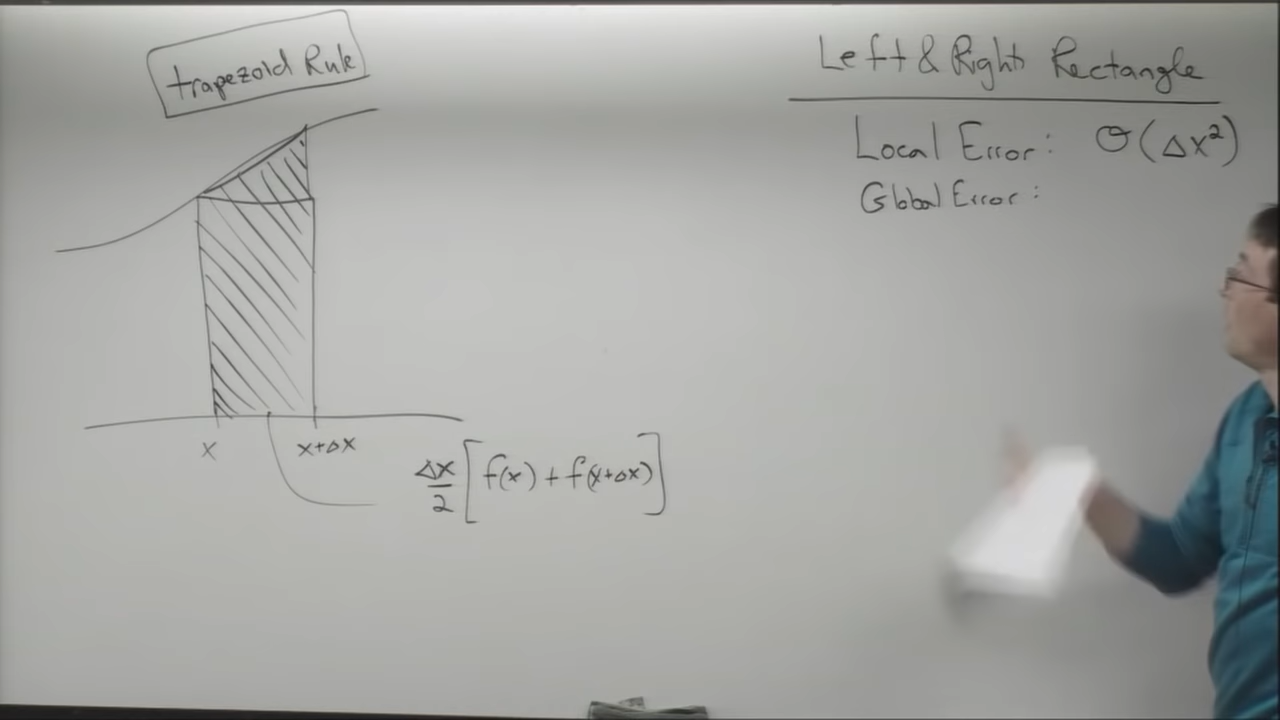 trapezoid Rule
x
x+Δx
Δx/2 [f(x) + f(x+Δx)]
Left & Right Rectangle
Local Error: O(Δx²)
Global Error: